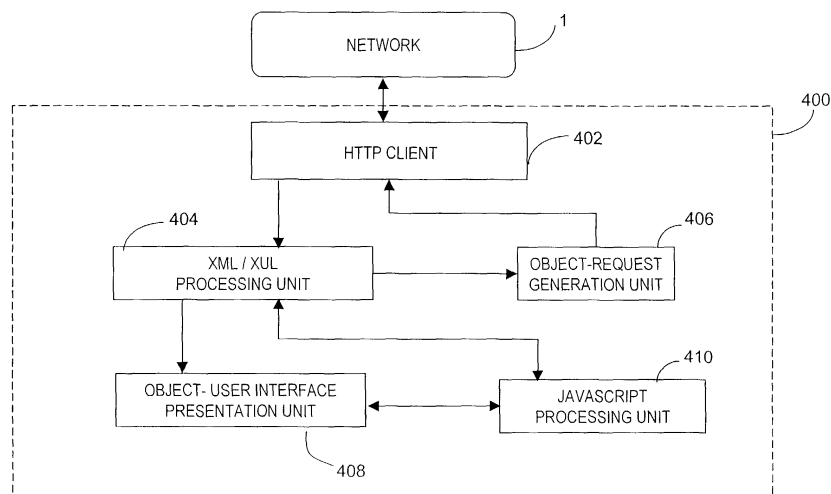 1
NETWORK
400
HTTP CLIENT
402
404
406
XML / XUL
PROCESSING UNIT
OBJECT-REQUEST
GENERATION UNIT
410
OBJECT- USER INTERFACE
PRESENTATION UNIT
JAVASCRIPT
PROCESSING UNIT
408